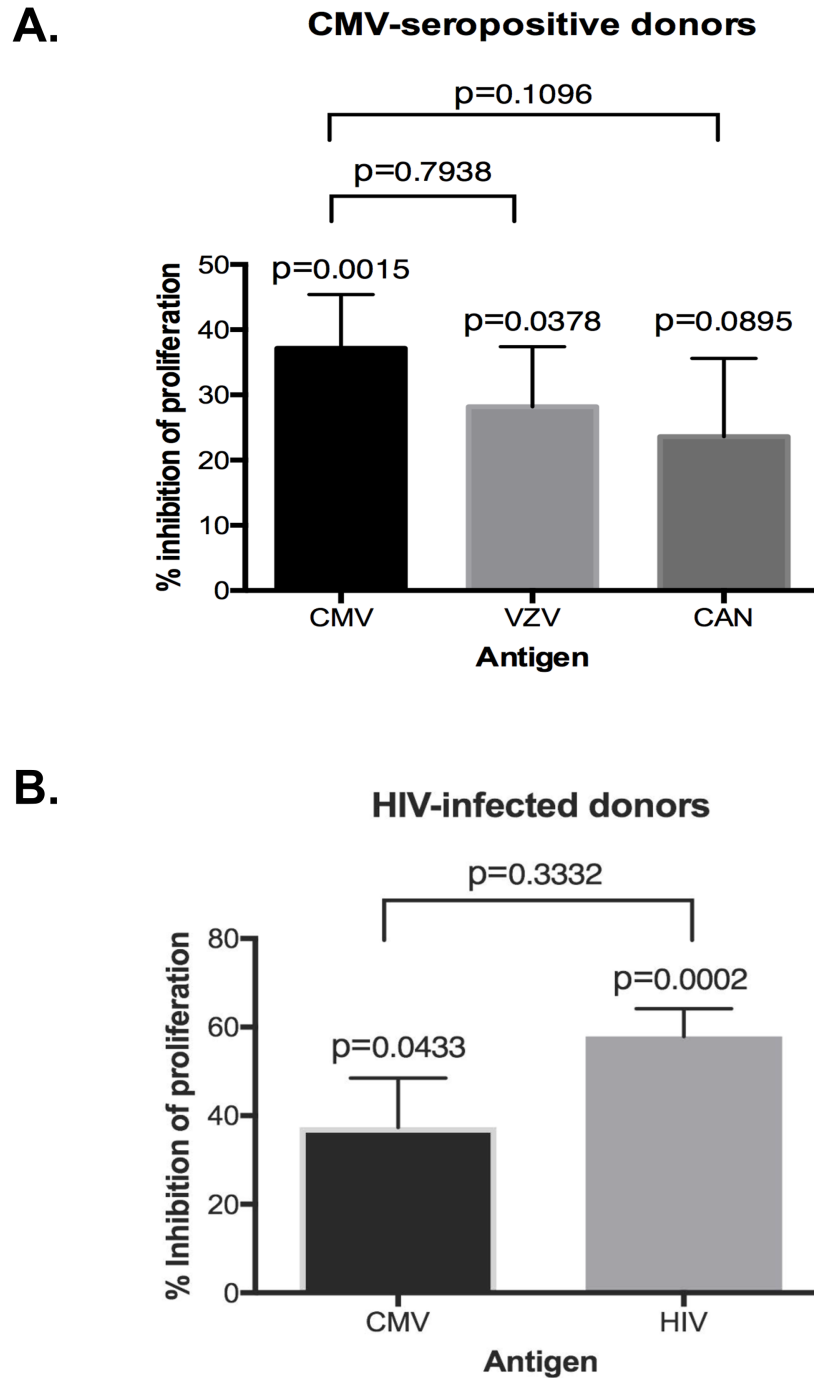 A.
CMV-seropositive donors
p=0.1096
p=0.7938
p=0.0015
p=0.0378
p=0.0895
% inhibition of proliferation
50
40
30
20
10
0
CMV
VZV
CAN
Antigen
B.
HIV-infected donors
p=0.3332
p=0.0433
p=0.0002
% Inhibition of proliferation
80
60
40
20
0
CMV
HIV
Antigen